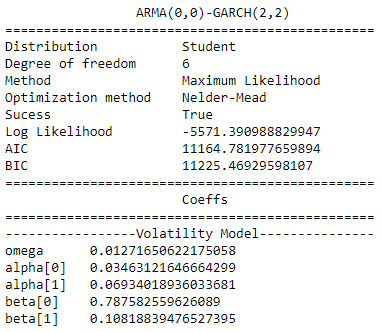 ARMA(0,0)-GARCH(2,2)
================================================
Distribution Student
Degree of freedom 6
Method Maximum Likelihood
Optimization method Nelder-Mead
Sucess True
Log Likelihood -5571.390988829947
AIC 11164.781977659894
BIC 11225.46929598107
================================================
Coeffs
================================================
-----------------Volatility Model---------------
omega 0.01271650622175058
alpha[0] 0.03463121646664299
alpha[1] 0.06934018936033681
beta[0] 0.787582559626089
beta[1] 0.10818839476527395